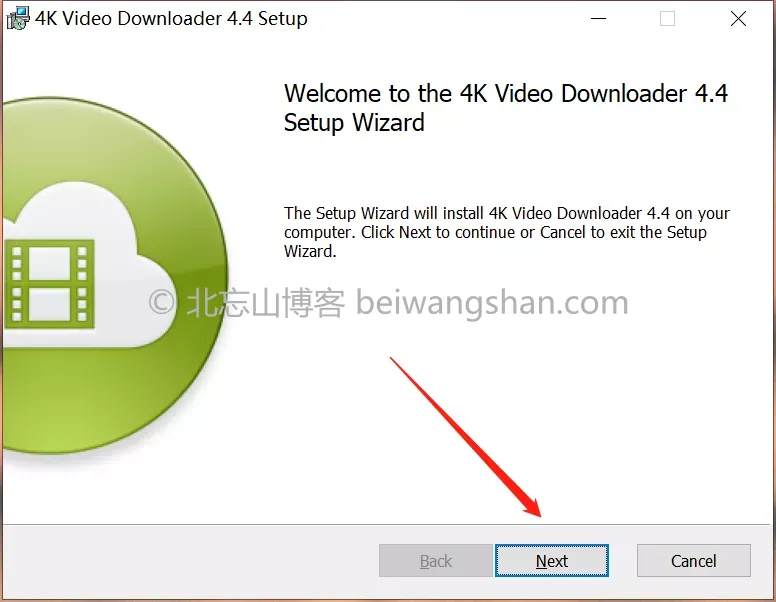 4K Video Downloader 4.4 Setup
Welcome to the 4K Video Downloader 4.4
Setup Wizard
The Setup Wizard will install 4K Video Downloader 4.4 on your
computer. Click Next to continue or Cancel to exit the Setup
Wizard.
© 北忘山博客 beiwangshan.com
Back
Next
Cancel